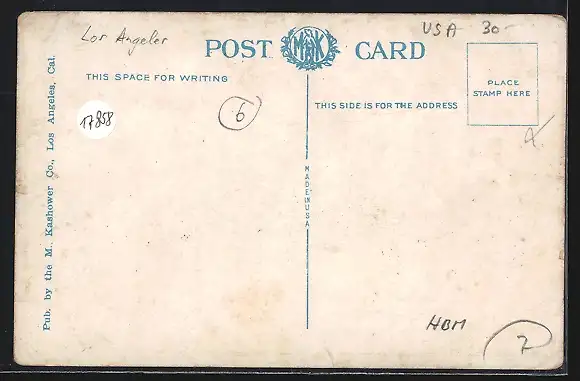 Los Angeles
USA 30-
POST CARD
THIS SPACE FOR WRITING
PLACE
STAMP HERE
THIS SIDE IS FOR THE ADDRESS
6
17858
MADE IN USA
Pub. by the M. Kashower Co., Los Angeles, Cal.
HBM
7